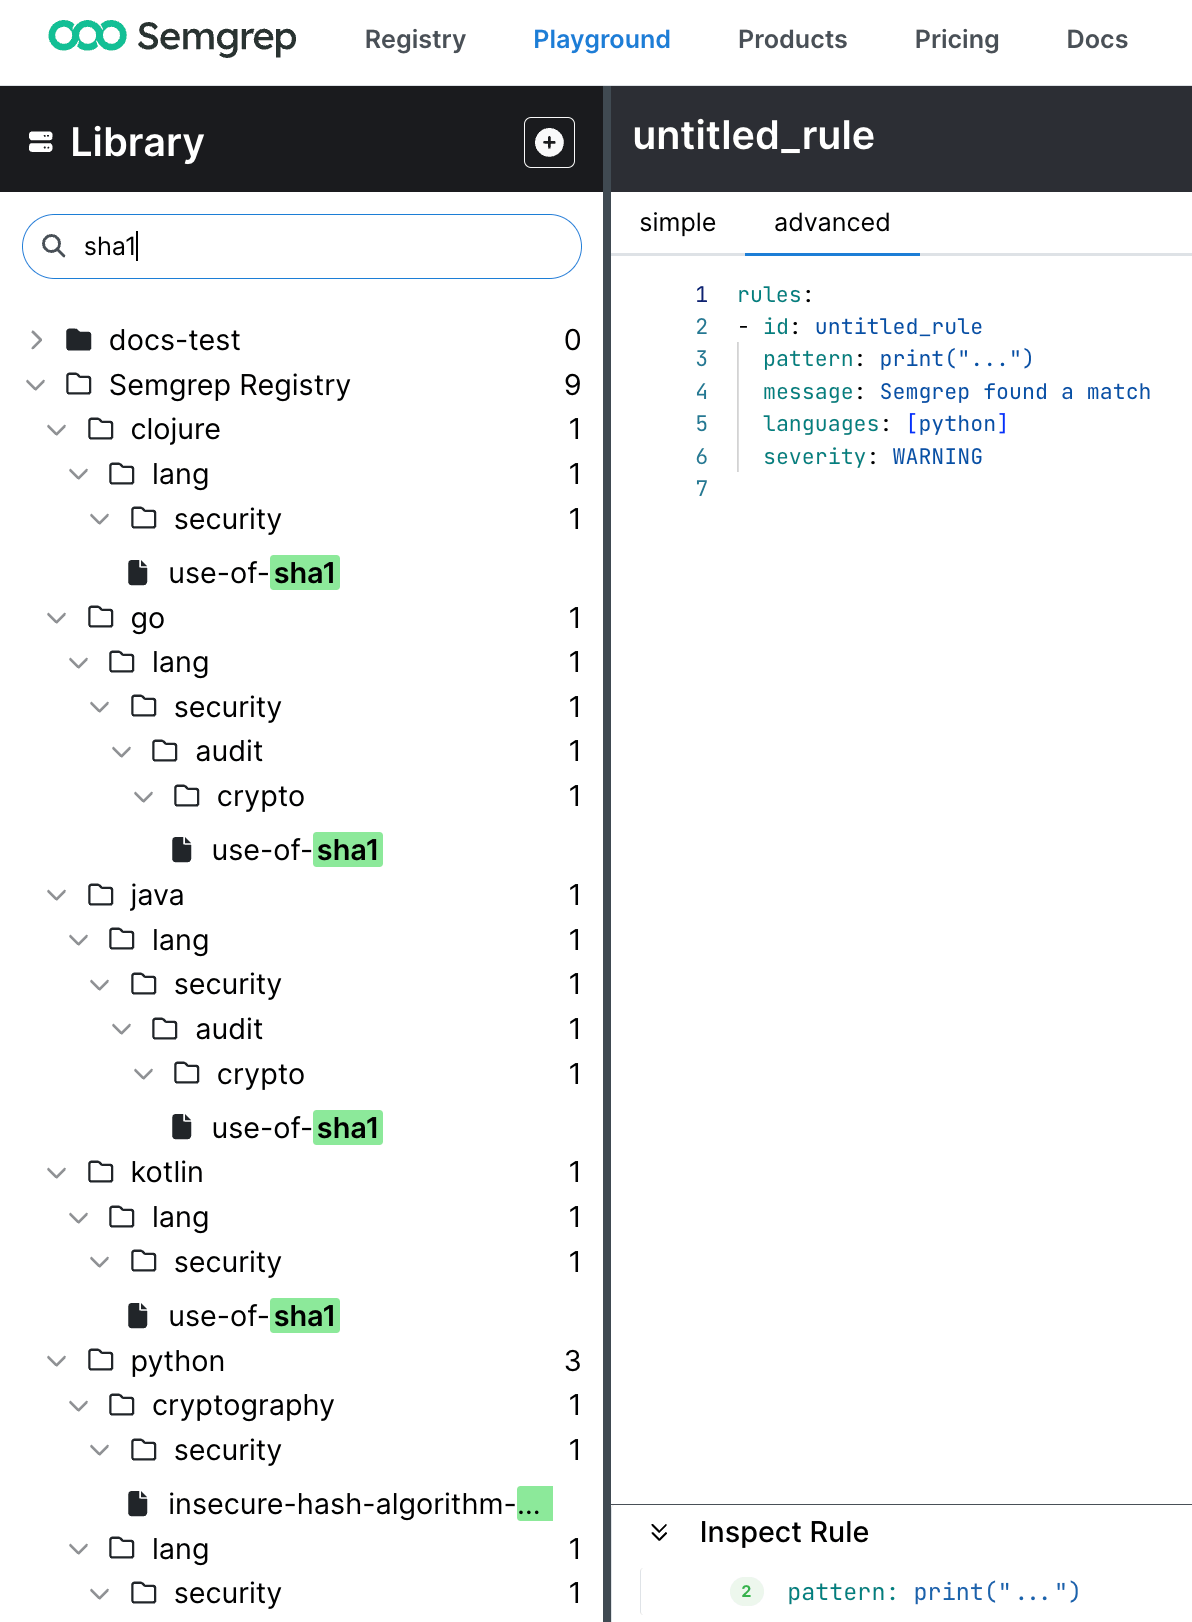 Semgrep Registry Playground Products Pricing Docs
Library
sha1
docs-test 0
Semgrep Registry 9
clojure 1
lang 1
security 1
use-of-sha1
go 1
lang 1
security 1
audit 1
crypto 1
use-of-sha1
java 1
lang 1
security 1
audit 1
crypto 1
use-of-sha1
kotlin 1
lang 1
security 1
use-of-sha1
python 3
cryptography 1
security 1
insecure-hash-algorithm-...
lang 1
security 1
untitled_rule
simple advanced
1 rules:
2 - id: untitled_rule
3 pattern: print("...")
4 message: Semgrep found a match
5 languages: [python]
6 severity: WARNING
7
Inspect Rule
2 pattern: print("...")